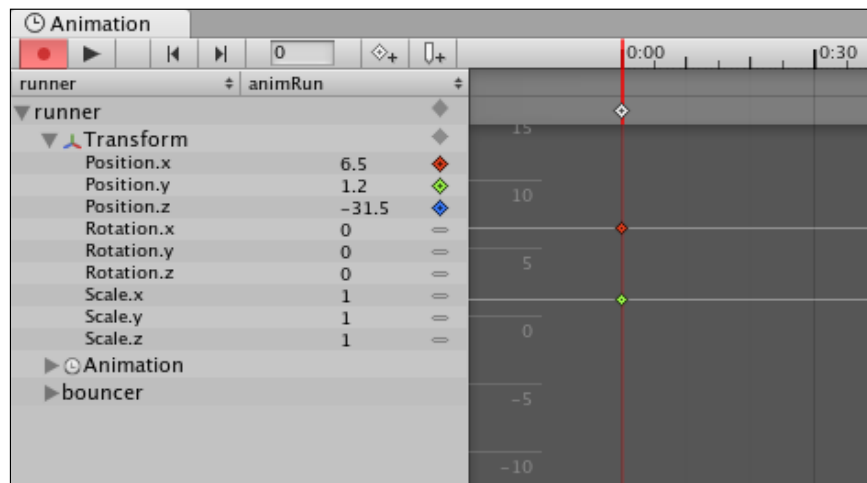 Animation
0 0:00 0:30
runner animRun
runner
Transform
Position.x 6.5
Position.y 1.2
Position.z -31.5
Rotation.x 0
Rotation.y 0
Rotation.z 0
Scale.x 1
Scale.y 1
Scale.z 1
Animation
bouncer
15
10
5
0
-5
-10